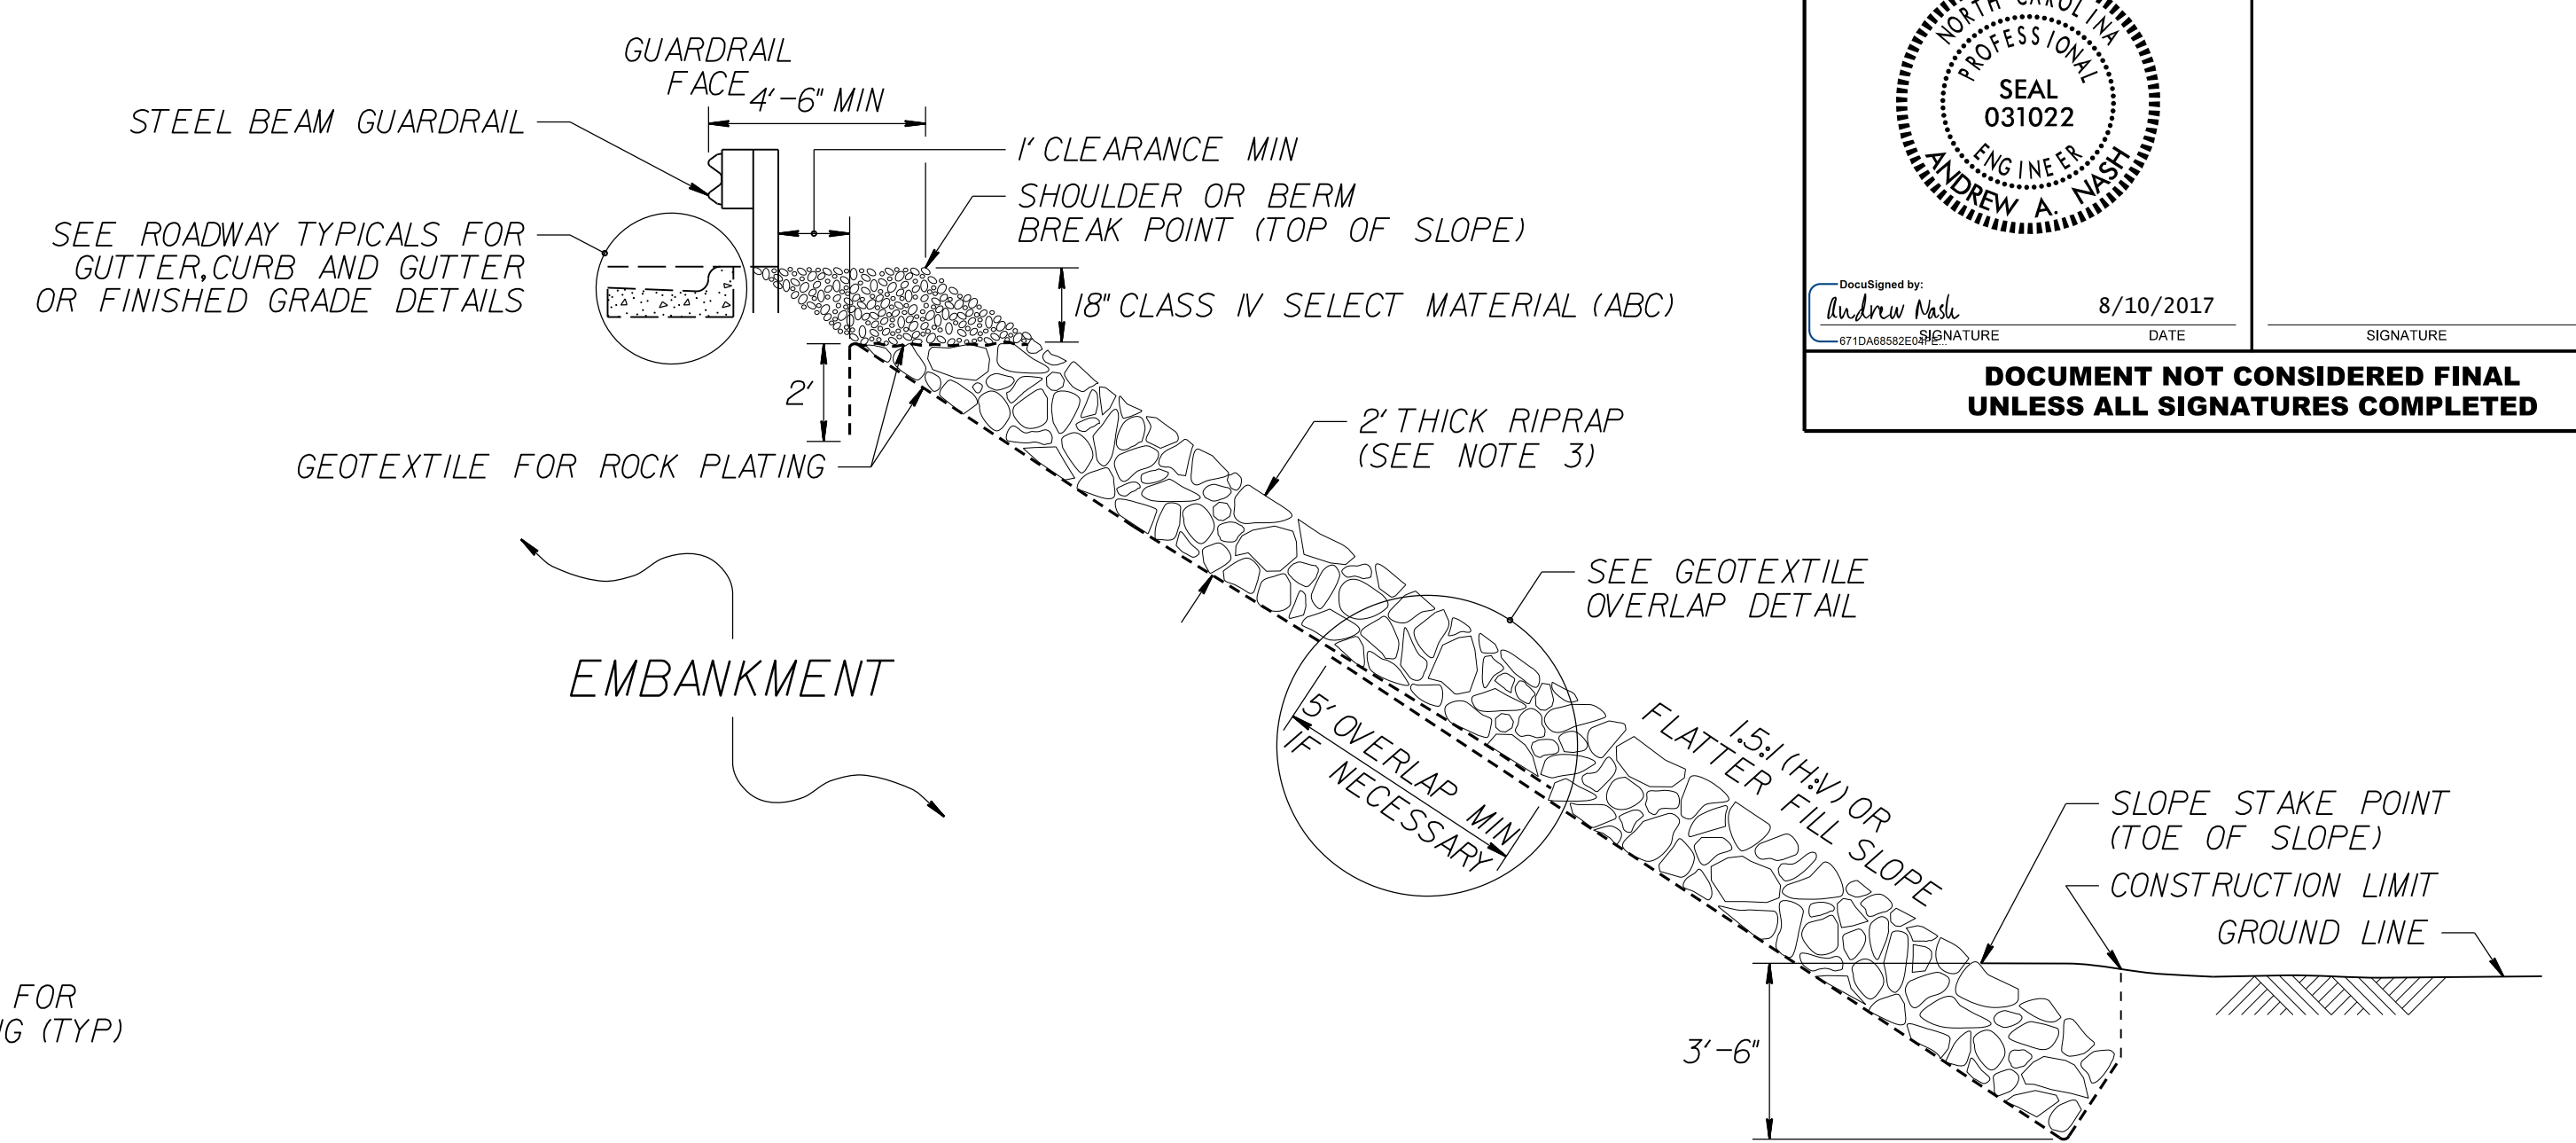 GUARDRAIL
FACE
4'-6" MIN
STEEL BEAM GUARDRAIL
1' CLEARANCE MIN
SHOULDER OR BERM
BREAK POINT (TOP OF SLOPE)
SEE ROADWAY TYPICALS FOR
GUTTER, CURB AND GUTTER
OR FINISHED GRADE DETAILS
18" CLASS IV SELECT MATERIAL (ABC)
2'
GEOTEXTILE FOR ROCK PLATING
2' THICK RIPRAP
(SEE NOTE 3)
SEE GEOTEXTILE
OVERLAP DETAIL
EMBANKMENT
5' OVERLAP MIN
IF NECESSARY
1.5:1 (H:V) OR
FLATTER FILL SLOPE
SLOPE STAKE POINT
(TOE OF SLOPE)
CONSTRUCTION LIMIT
GROUND LINE
3'-6"
FOR
(TYP)
NORTH CAROLINA
PROFESSIONAL
SEAL
031022
ENGINEER
ANDREW A. NASH
DocuSigned by:
Andrew Nash
8/10/2017
SIGNATURE
DATE
SIGNATURE
DOCUMENT NOT CONSIDERED FINAL
UNLESS ALL SIGNATURES COMPLETED